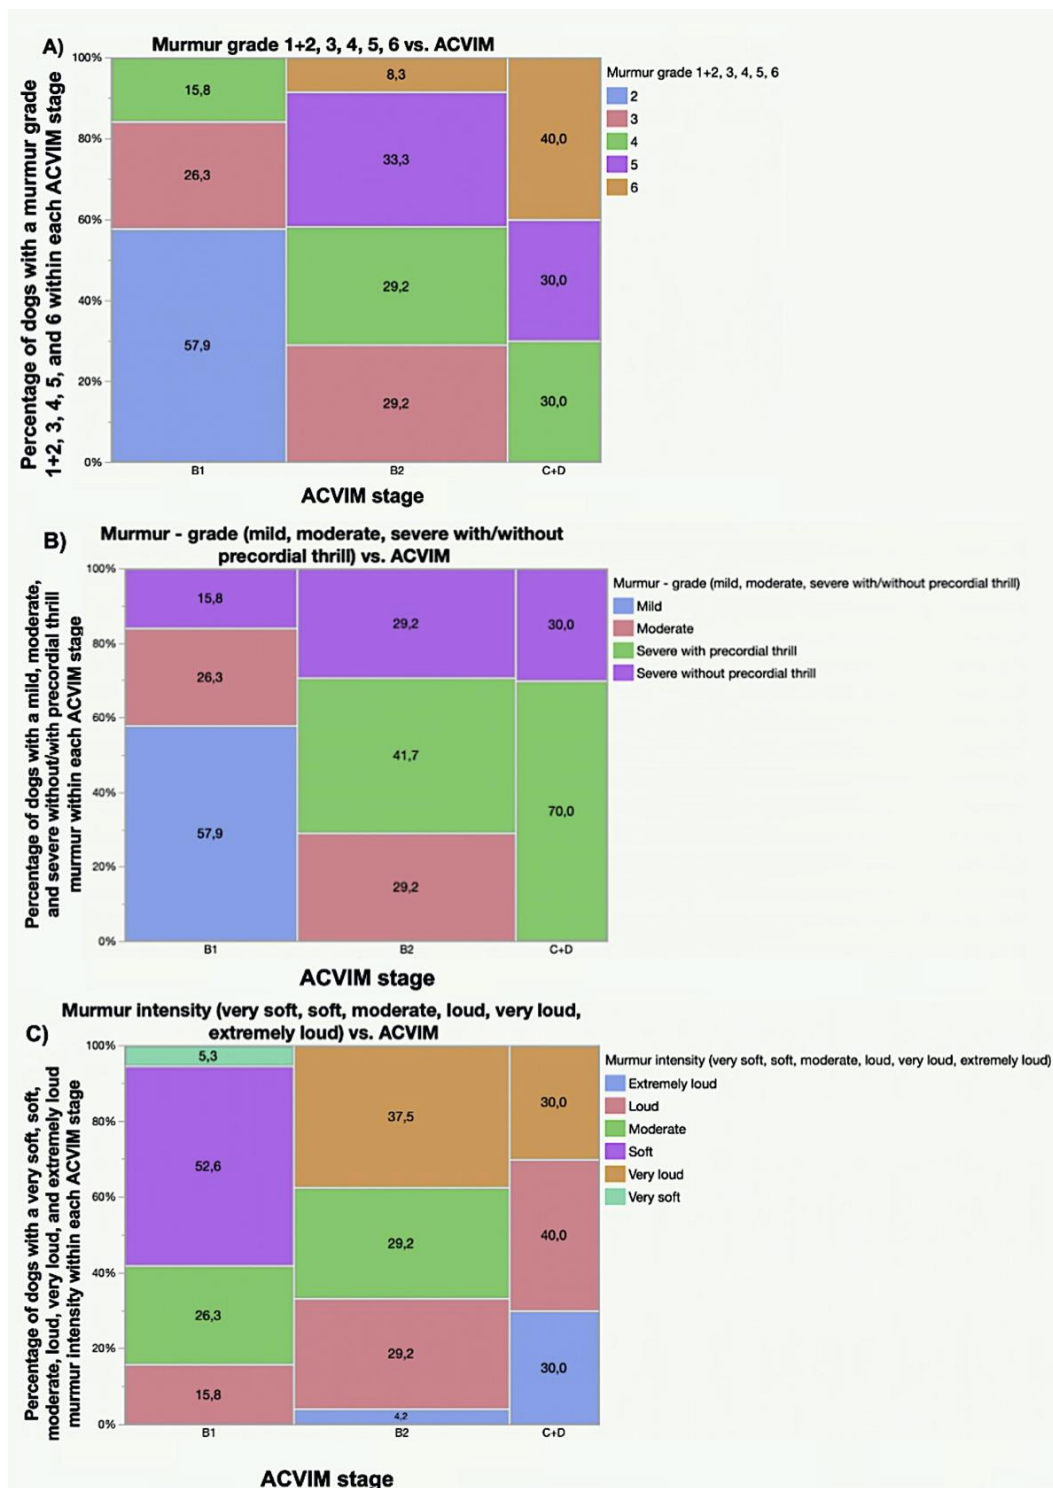 A)
Murmur grade 1+2, 3, 4, 5, 6 vs. ACVIM
Percentage of dogs with a murmur grade
1+2, 3, 4, 5, and 6 within each ACVIM stage
100%
80%
60%
40%
20%
0%
15,8
26,3
57,9
8,3
33,3
29,2
29,2
40,0
30,0
30,0
B1
B2
C+D
ACVIM stage
Murmur grade 1+2, 3, 4, 5, 6
2
3
4
5
6
B)
Murmur - grade (mild, moderate, severe with/without
precordial thrill) vs. ACVIM
Percentage of dogs with a mild, moderate,
and severe without/with precordial thrill
murmur within each ACVIM stage
100%
80%
60%
40%
20%
0%
15,8
26,3
57,9
29,2
41,7
29,2
30,0
70,0
B1
B2
C+D
ACVIM stage
Murmur - grade (mild, moderate, severe with/without precordial thrill)
Mild
Moderate
Severe with precordial thrill
Severe without precordial thrill
C)
Murmur intensity (very soft, soft, moderate, loud, very loud,
extremely loud) vs. ACVIM
Percentage of dogs with a very soft, soft,
moderate, loud, very loud, and extremely loud
murmur intensity within each ACVIM stage
100%
80%
60%
40%
20%
0%
5,3
52,6
26,3
15,8
37,5
29,2
29,2
4,2
30,0
40,0
30,0
B1
B2
C+D
ACVIM stage
Murmur intensity (very soft, soft, moderate, loud, very loud, extremely loud)
Extremely loud
Loud
Moderate
Soft
Very loud
Very soft